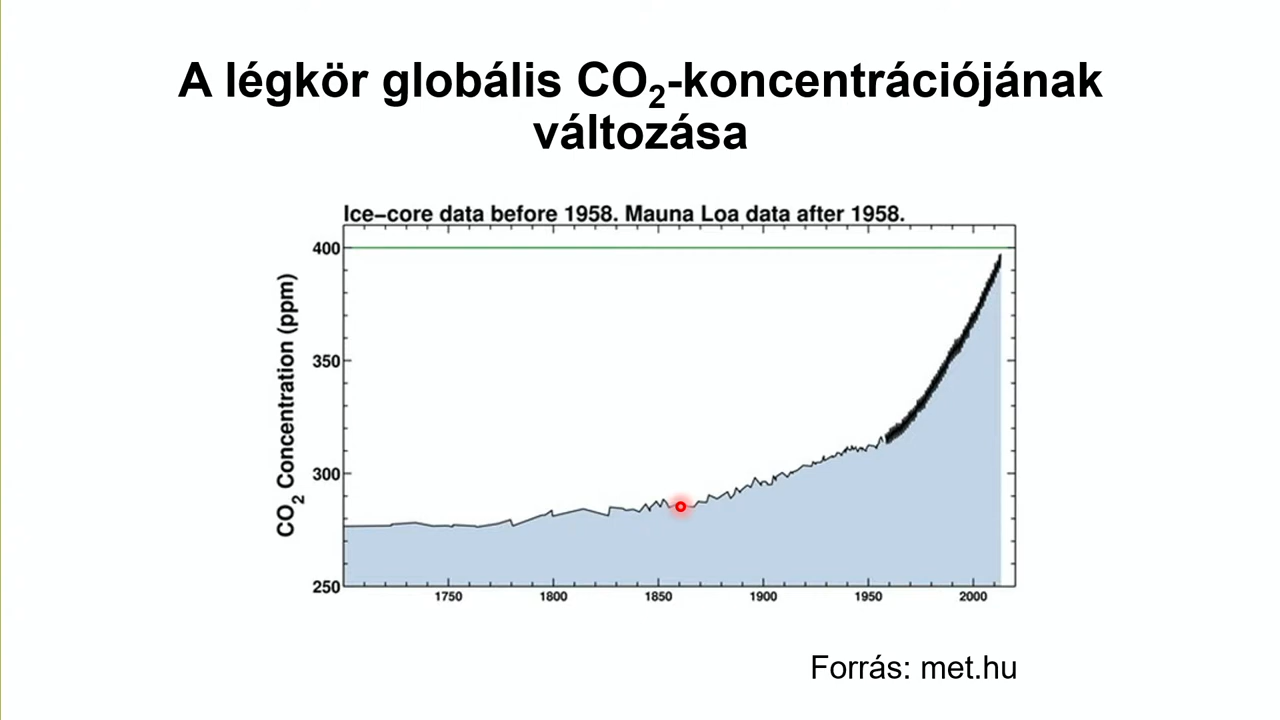 A légkör globális CO₂-koncentrációjának
változása
Ice-core data before 1958. Mauna Loa data after 1958.
CO₂ Concentration (ppm)
400
350
300
250
1750 1800 1850 1900 1950 2000
Forrás: met.hu